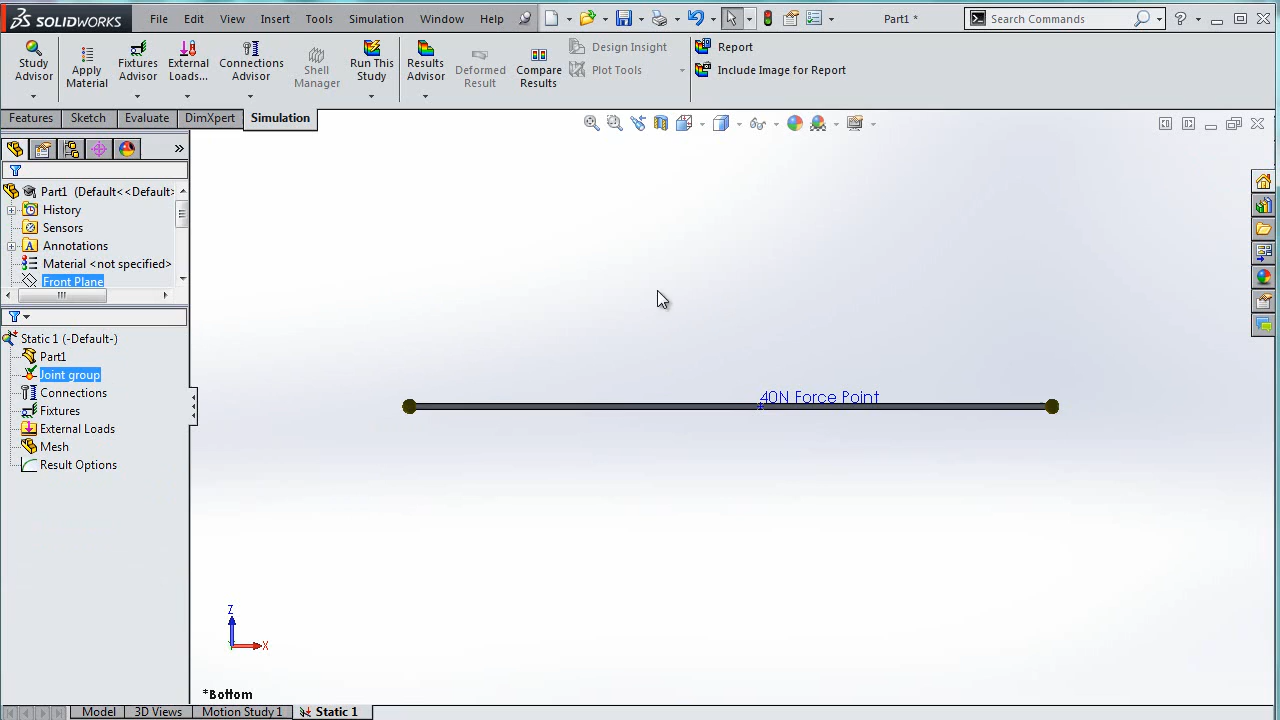 SOLIDWORKS File Edit View Insert Tools Simulation Window Help Part1 * Search Commands
Study Advisor
Apply Material
Fixtures Advisor
External Loads...
Connections Advisor
Shell Manager
Run This Study
Results Advisor
Deformed Result
Compare Results
Design Insight
Plot Tools
Report
Include Image for Report
Features Sketch Evaluate DimXpert Simulation
Part1 (Default<<Default>
History
Sensors
Annotations
Material <not specified>
Front Plane
Static 1 (-Default-)
Part1
Joint group
Connections
Fixtures
External Loads
Mesh
Result Options
40N Force Point
Z
X
*Bottom
Model 3D Views Motion Study 1 Static 1